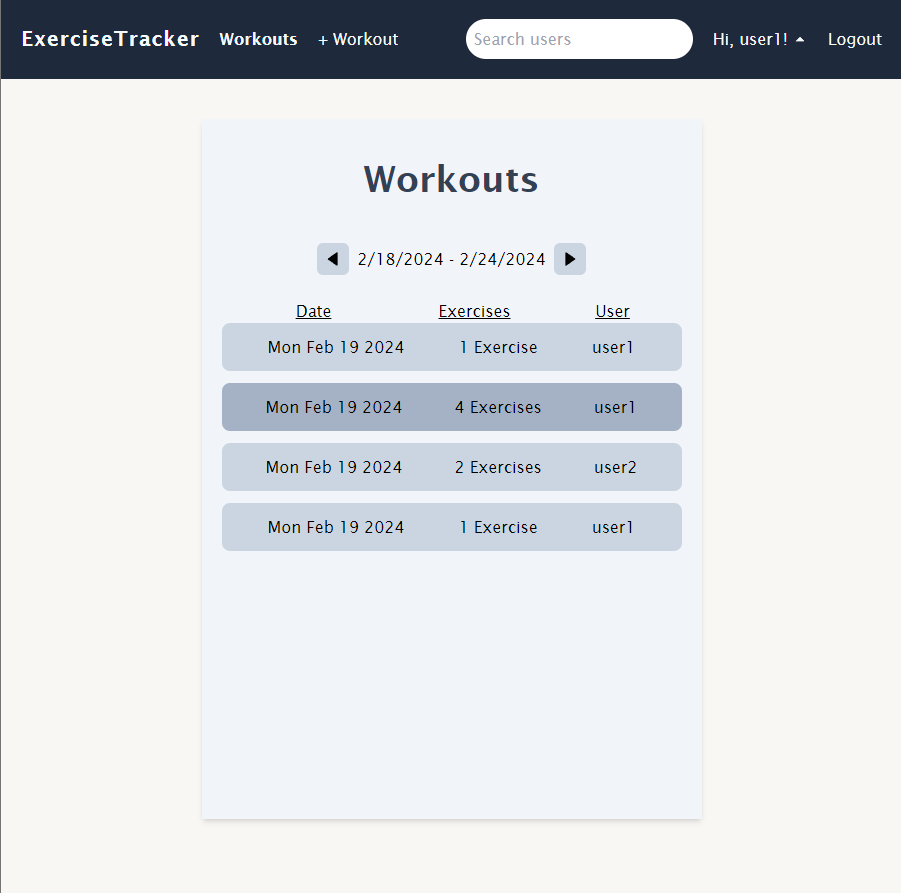 ExerciseTracker Workouts + Workout Search users Hi, user1! Logout
Workouts
2/18/2024 - 2/24/2024
Date Exercises User
Mon Feb 19 2024 1 Exercise user1
Mon Feb 19 2024 4 Exercises user1
Mon Feb 19 2024 2 Exercises user2
Mon Feb 19 2024 1 Exercise user1